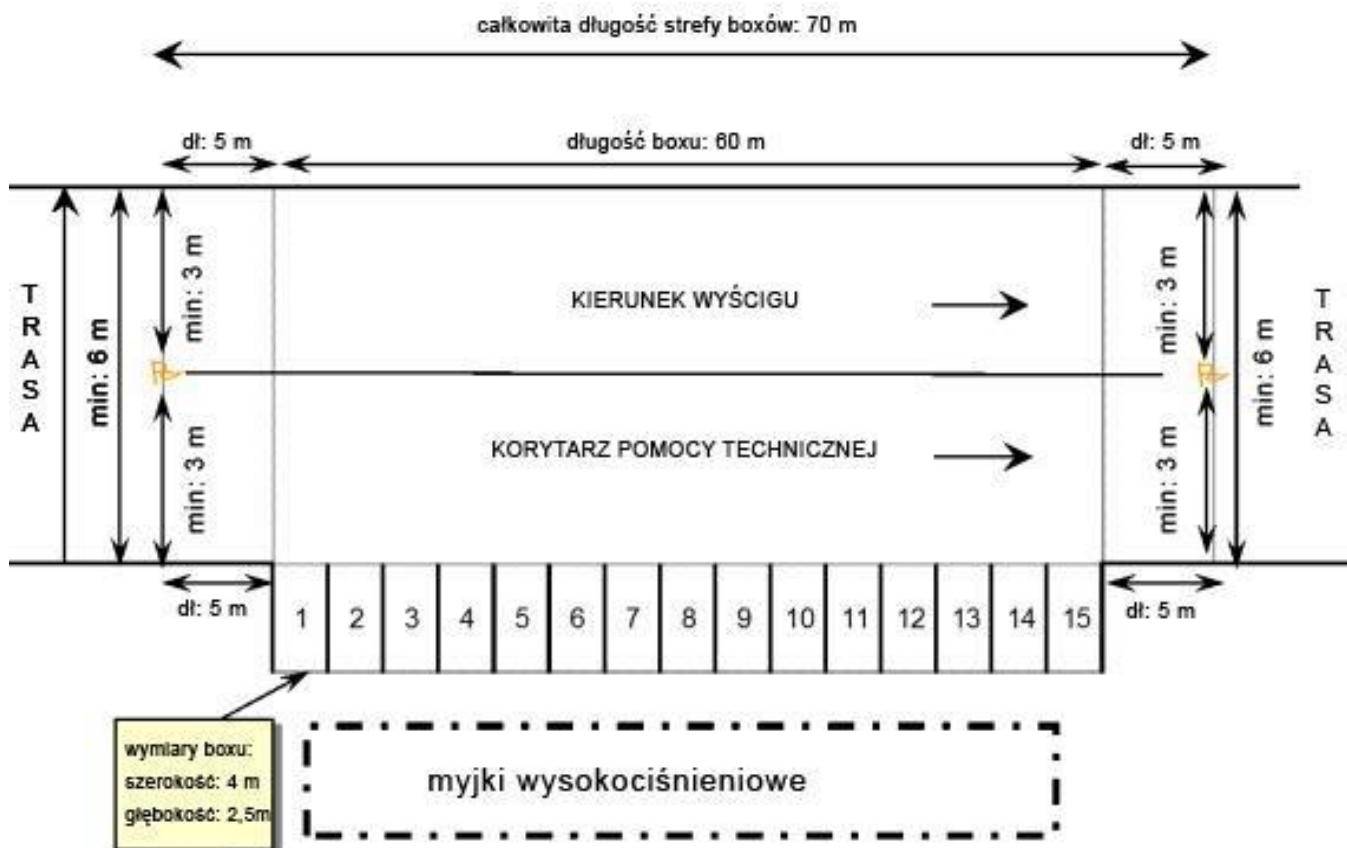 całkowita długość strefy boxów: 70 m
dł: 5 m
długość boxu: 60 m
dł: 5 m
TRASA
min: 6 m
min: 3 m
KIERUNEK WYŚCIGU
min: 3 m
min: 6 m
TRASA
min: 3 m
KORYTARZ POMOCY TECHNICZNEJ
min: 3 m
dł: 5 m
1 2 3 4 5 6 7 8 9 10 11 12 13 14 15
dł: 5 m
wymiary boxu:
szerokość: 4 m
głębokość: 2,5m
myjki wysokociśnieniowe